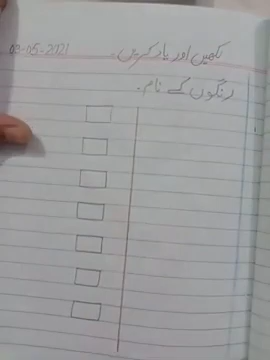 لکھیں اور یاد کریں۔ 03-05-2021
رنگوں کے نام۔